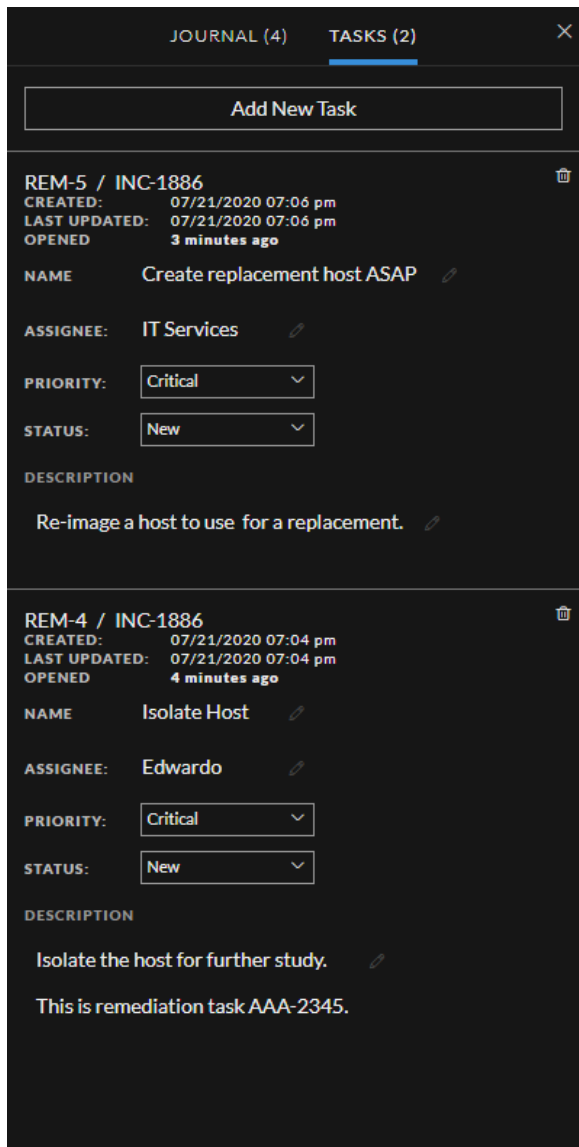 JOURNAL (4) TASKS (2)
Add New Task
REM-5 / INC-1886
CREATED: 07/21/2020 07:06 pm
LAST UPDATED: 07/21/2020 07:06 pm
OPENED 3 minutes ago
NAME Create replacement host ASAP
ASSIGNEE: IT Services
PRIORITY: Critical
STATUS: New
DESCRIPTION
Re-image a host to use for a replacement.
REM-4 / INC-1886
CREATED: 07/21/2020 07:04 pm
LAST UPDATED: 07/21/2020 07:04 pm
OPENED 4 minutes ago
NAME Isolate Host
ASSIGNEE: Edwardo
PRIORITY: Critical
STATUS: New
DESCRIPTION
Isolate the host for further study.
This is remediation task AAA-2345.